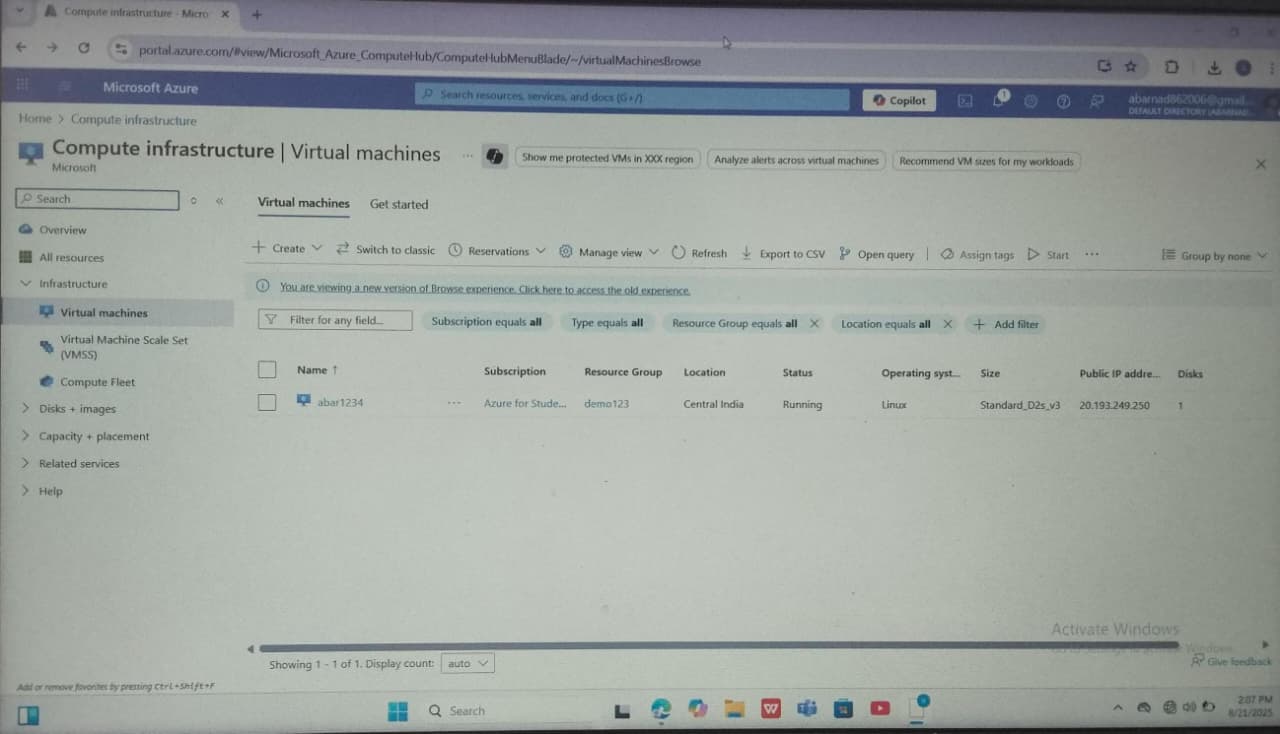 Compute infrastructure - Micro
portal.azure.com/#view/Microsoft_Azure_ComputeHub/ComputeHubMenuBlade/~/virtualMachinesBrowse
Microsoft Azure
Search resources, services, and docs (G+/)
Copilot
1
abarnad862006@gmail...
DEFAULT DIRECTORY (ABARNAD...
Home > Compute infrastructure
Compute infrastructure | Virtual machines ...
Microsoft
Show me protected VMs in XXX region
Analyze alerts across virtual machines
Recommend VM sizes for my workloads
Search
Overview
All resources
Infrastructure
Virtual machines
Virtual Machine Scale Set
(VMSS)
Compute Fleet
Disks + images
Capacity + placement
Related services
Help
Virtual machines Get started
Create Switch to classic Reservations Manage view Refresh Export to CSV Open query Assign tags Start ... Group by none
You are viewing a new version of Browse experience. Click here to access the old experience.
Filter for any field... Subscription equals all Type equals all Resource Group equals all Location equals all Add filter
Name ↑ Subscription Resource Group Location Status Operating syst... Size Public IP addre... Disks
abar1234 ... Azure for Stude... demo123 Central India Running Linux Standard_D2s_v3 20.193.249.250 1
Showing 1 - 1 of 1. Display count: auto
Activate Windows
Give feedback
Add or remove favorites by pressing Ctrl+Shift+F
Search
2:07 PM
8/21/2025